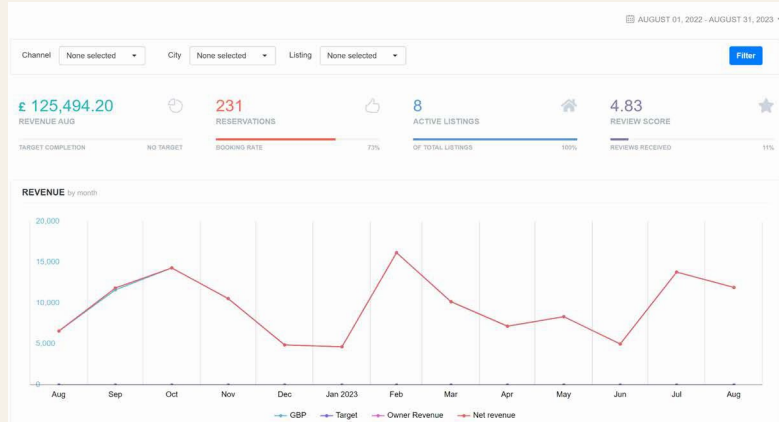 AUGUST 01, 2022 - AUGUST 31, 2023
Channel None selected City None selected Listing None selected Filter
£ 125,494.20 231 8 4.83
REVENUE AUG RESERVATIONS ACTIVE LISTINGS REVIEW SCORE
TARGET COMPLETION NO TARGET BOOKING RATE 73% OF TOTAL LISTINGS 100% REVIEWS RECEIVED 11%
REVENUE by month
20,000
15,000
10,000
5,000
0
Aug Sep Oct Nov Dec Jan 2023 Feb Mar Apr May Jun Jul Aug
GBP Target Owner Revenue Net revenue